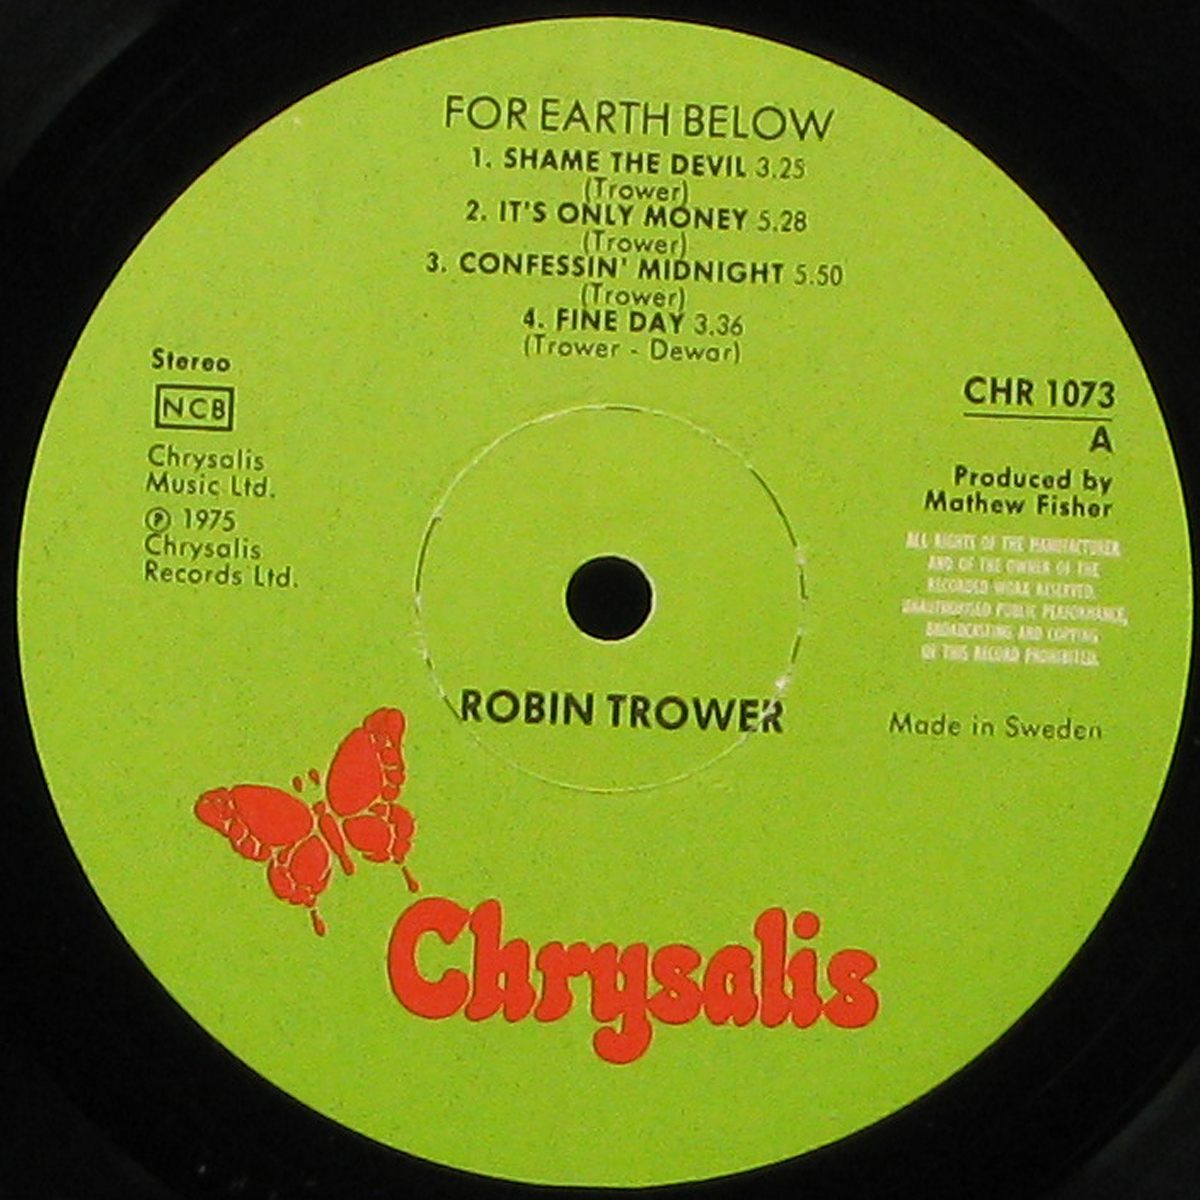 FOR EARTH BELOW
1. SHAME THE DEVIL 3.25
(Trower)
2. IT'S ONLY MONEY 5.28
(Trower)
3. CONFESSIN' MIDNIGHT 5.50
(Trower)
4. FINE DAY 3.36
(Trower - Dewar)
Stereo
NCB
Chrysalis
Music Ltd.
Ⓟ 1975
Chrysalis
Records Ltd.
CHR 1073
A
Produced by
Mathew Fisher
ALL RIGHTS OF THE MANUFACTURER
AND OF THE OWNER OF THE
RECORDED WORK RESERVED.
UNAUTHORISED PUBLIC PERFORMANCE,
BROADCASTING AND COPYING
OF THIS RECORD PROHIBITED.
Made in Sweden
ROBIN TROWER
Chrysalis